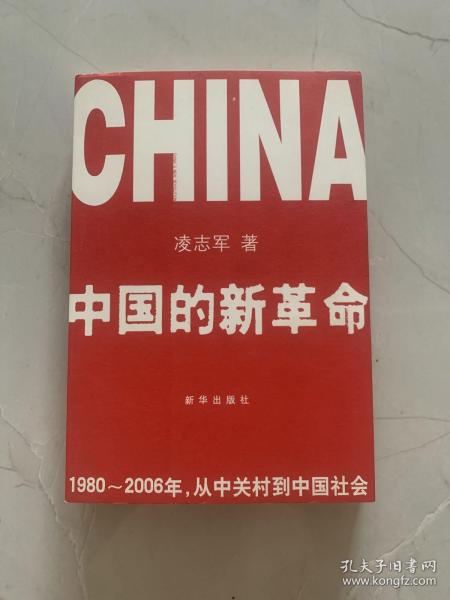 CHINA
凌志军 著
中国的新革命
新华出版社
1980～2006年，从中关村到中国社会
孔夫子旧书网
www.kongfz.com